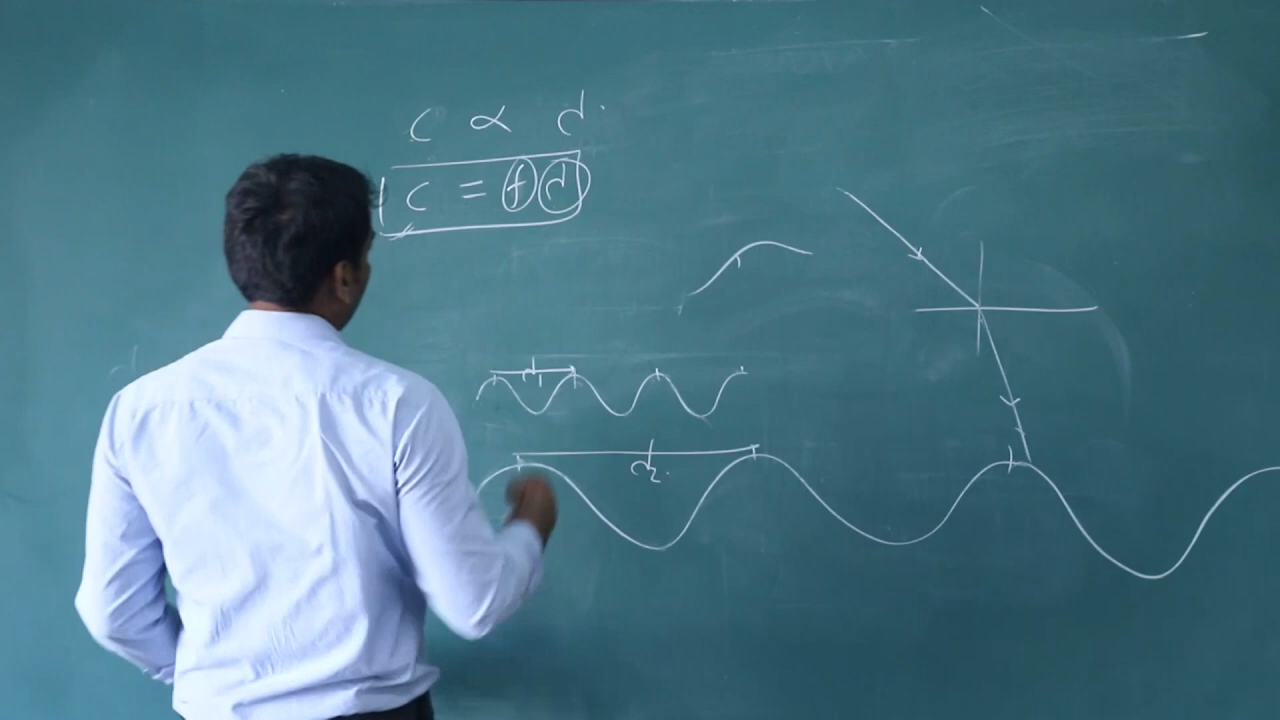 C ∝ d
C = f d
d1
d2